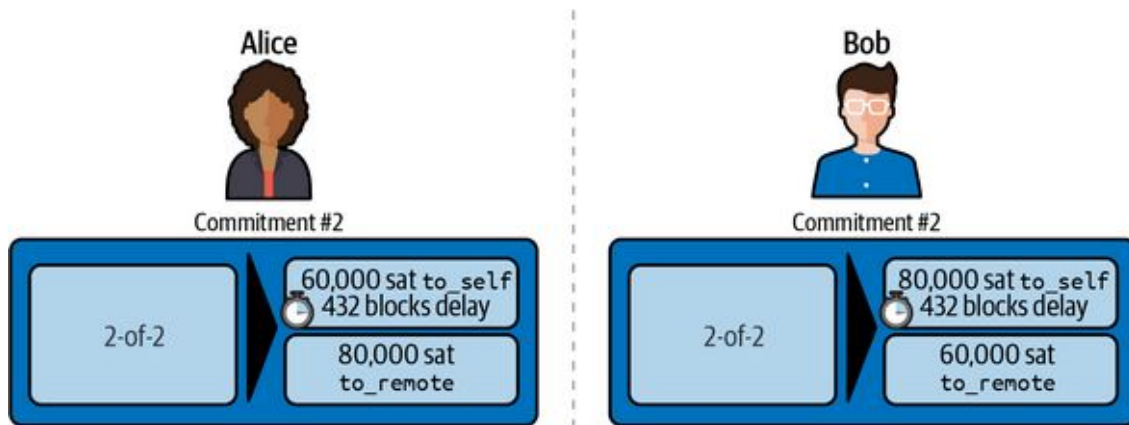 Alice
Commitment #2
2-of-2
60,000 sat to_self
432 blocks delay
80,000 sat
to_remote
Bob
Commitment #2
2-of-2
80,000 sat to_self
432 blocks delay
60,000 sat
to_remote